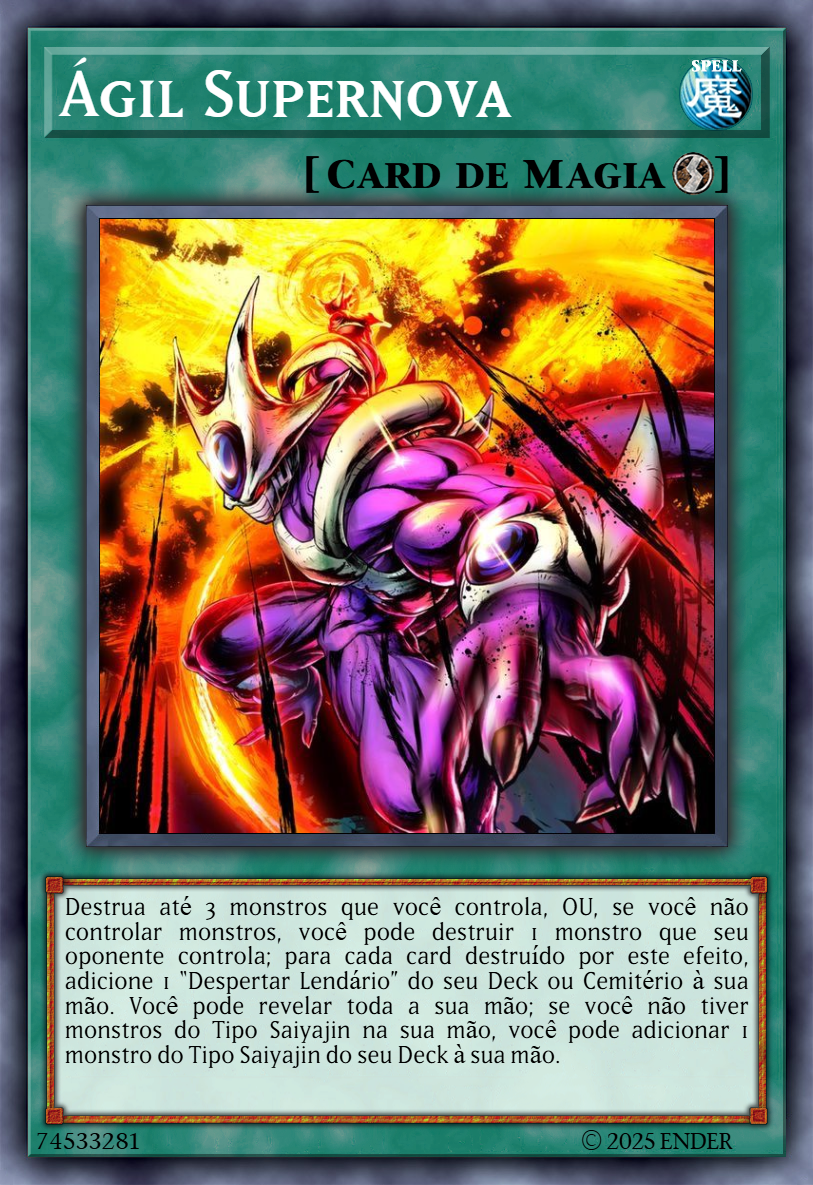 Ágil Supernova
SPELL
魔
[Card de Magia]
Destrua até 3 monstros que você controla, OU, se você não
controlar monstros, você pode destruir 1 monstro que seu
oponente controla; para cada card destruído por este efeito,
adicione 1 "Despertar Lendário" do seu Deck ou Cemitério à sua
mão. Você pode revelar toda a sua mão; se você não tiver
monstros do Tipo Saiyajin na sua mão, você pode adicionar 1
monstro do Tipo Saiyajin do seu Deck à sua mão.
74533281
© 2025 ENDER